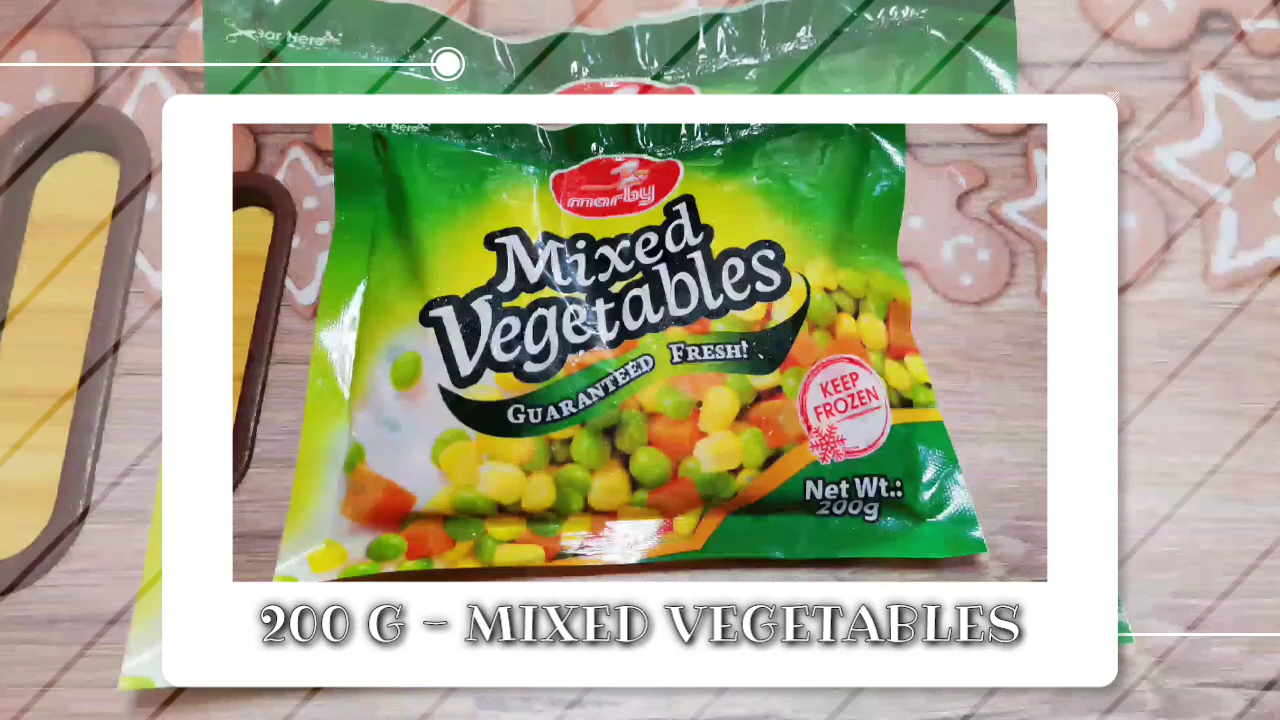 marby
Mixed
Vegetables
GUARANTEED FRESH!
KEEP
FROZEN
Net Wt.:
200g
200 G - MIXED VEGETABLES